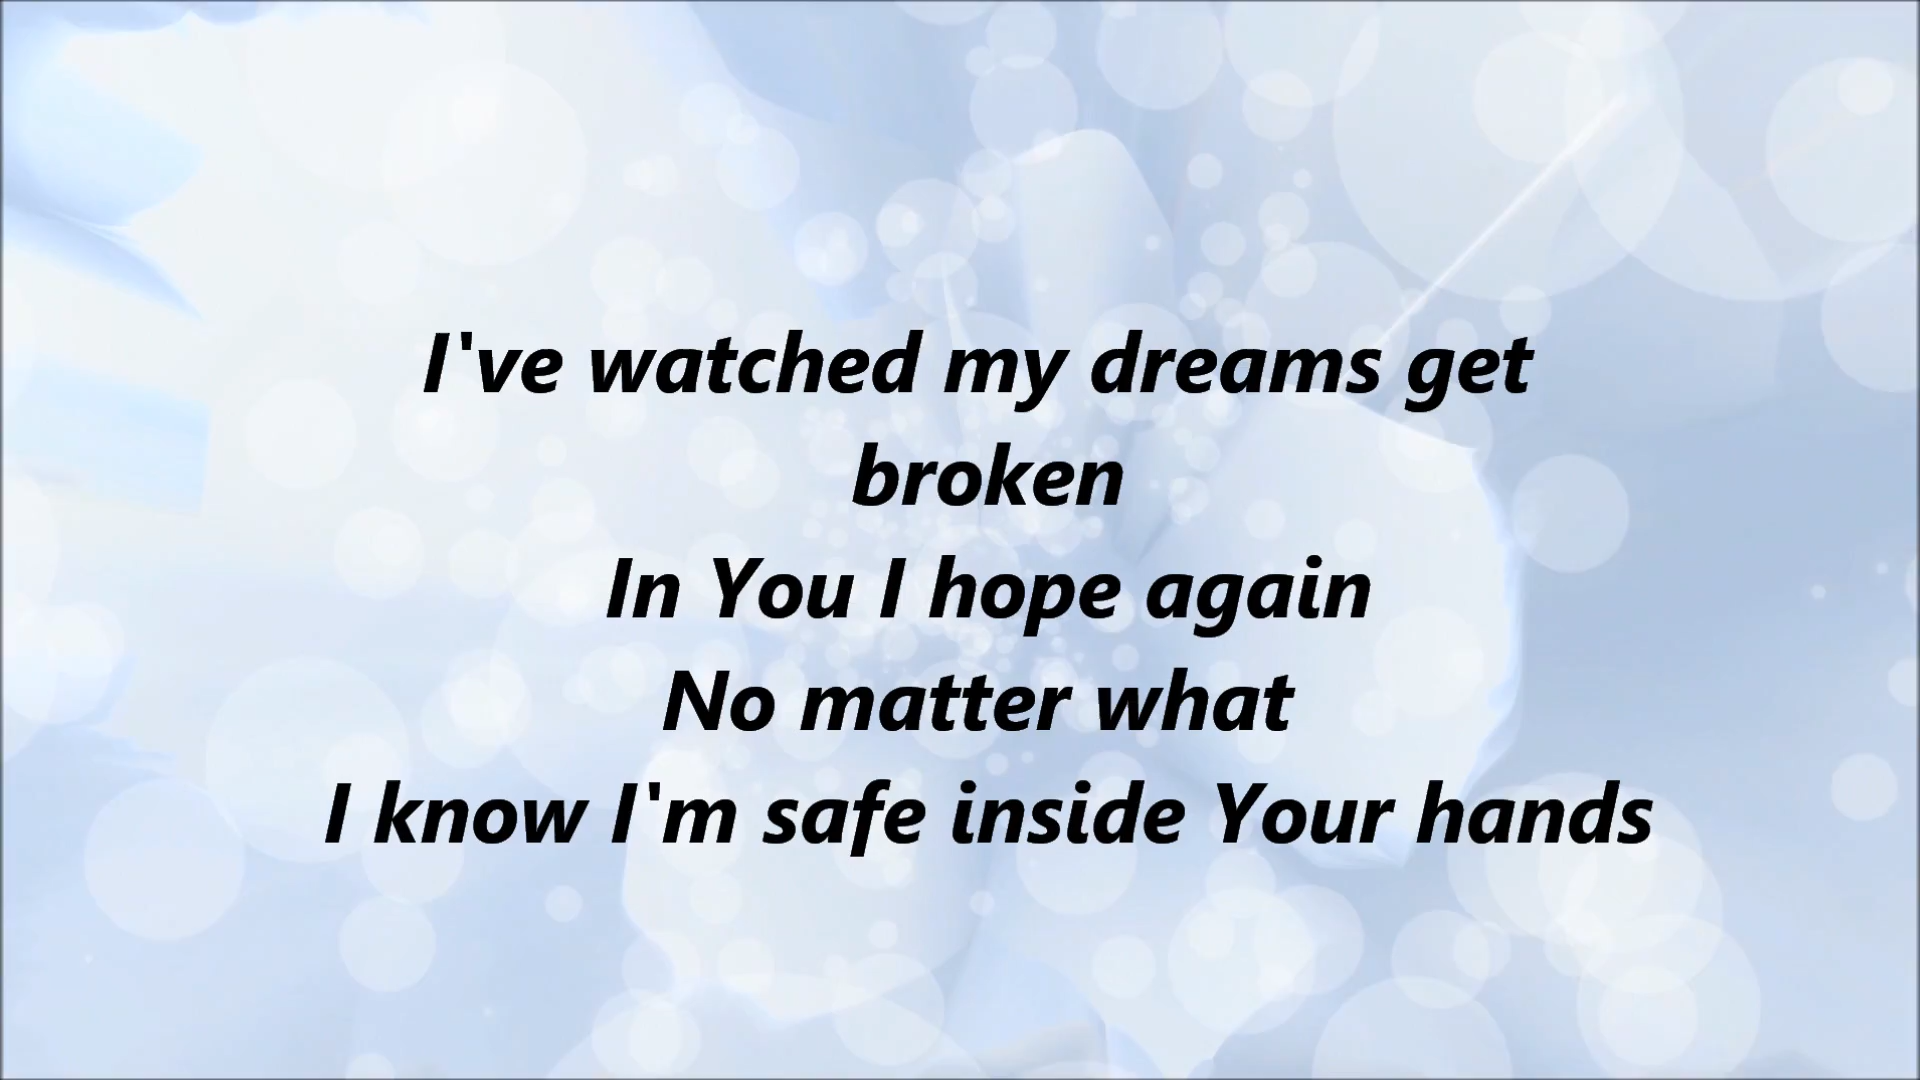 I've watched my dreams get
broken
In You I hope again
No matter what
I know I'm safe inside Your hands